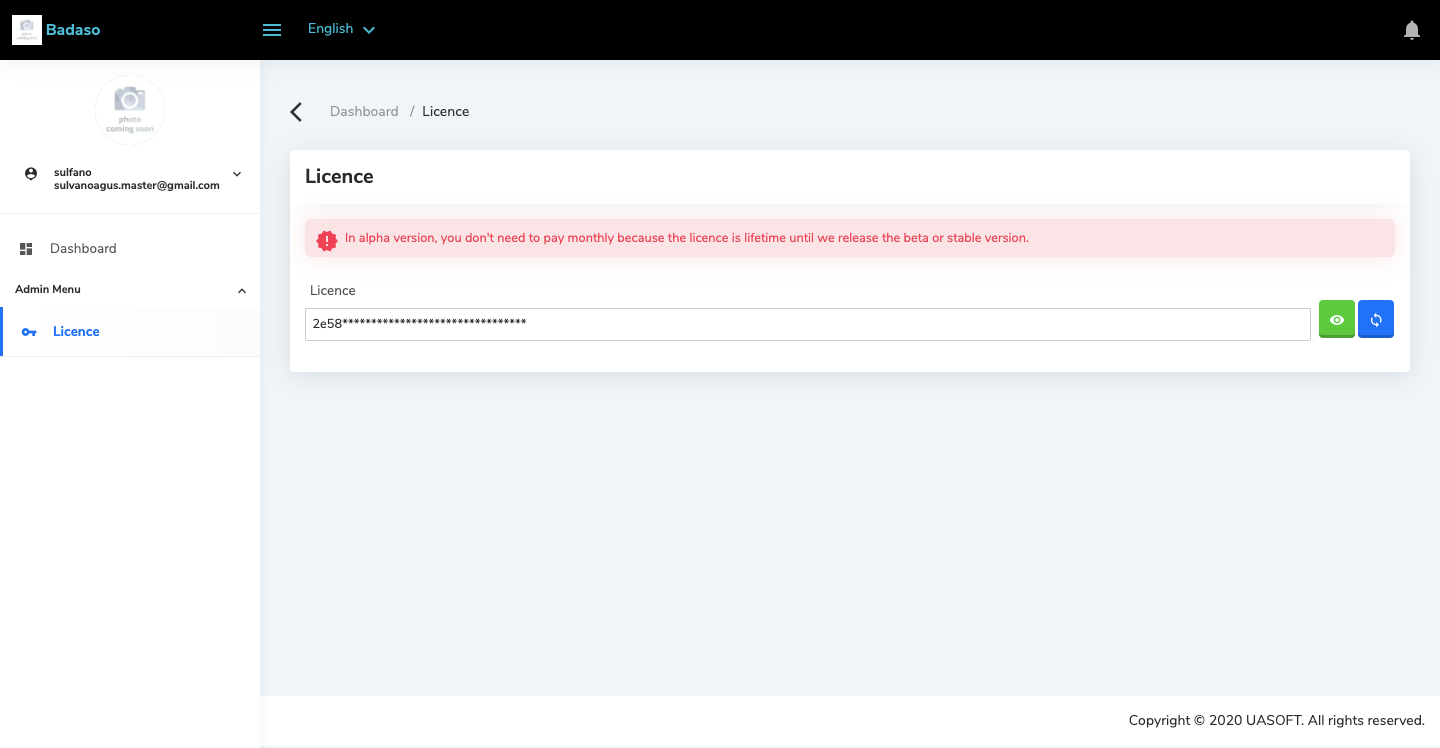 Badaso
English
photo
coming soon
sulfano
sulvanoagus.master@gmail.com
Dashboard
Admin Menu
Licence
Dashboard / Licence
Licence
In alpha version, you don't need to pay monthly because the licence is lifetime until we release the beta or stable version.
Licence
2e58********************************
Copyright © 2020 UASOFT. All rights reserved.